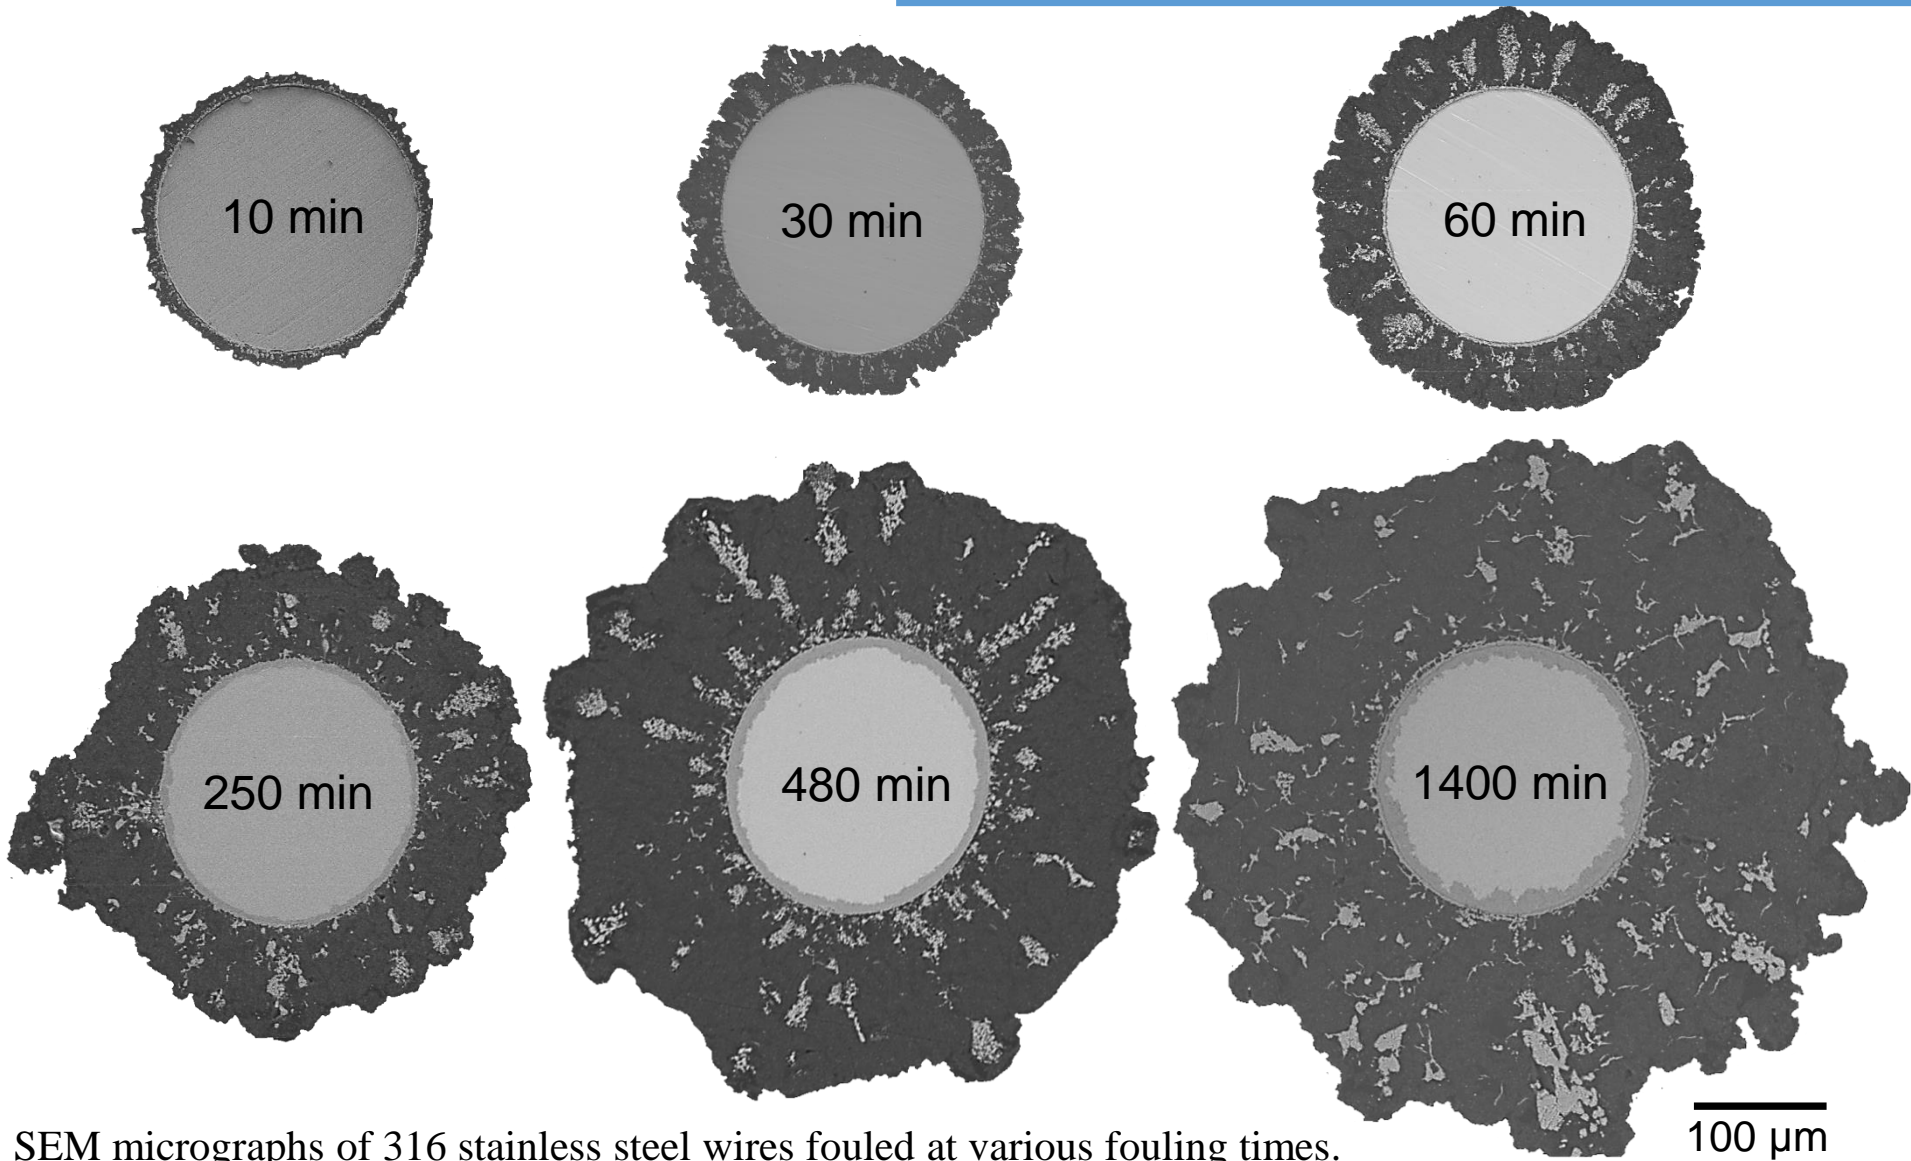 10 min
30 min
60 min
250 min
480 min
1400 min
100 μm
SEM micrographs of 316 stainless steel wires fouled at various fouling times.